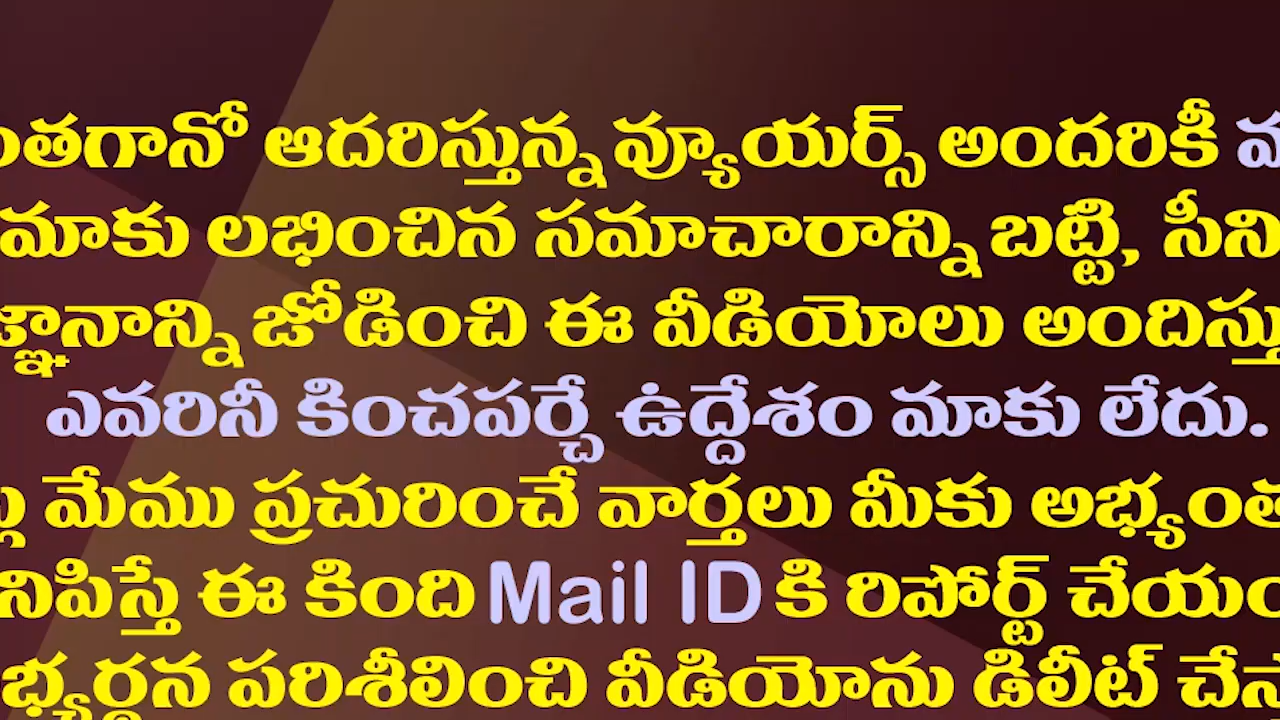 ంతగానో ఆదరిస్తున్న వ్యూయర్స్ అందరికీ
మాకు లభించిన సమాచారాన్ని బట్టి, సీని
జ్ఞానాన్ని జోడించి ఈ వీడియోలు అందిస్తు
ఎవరినీ కించపర్చే ఉద్దేశం మాకు లేదు.
మేము ప్రచురించే వార్తలు మీకు అభ్యంత
నిపిస్తే ఈ కింది Mail ID కి రిపోర్ట్ చేయం
భ్యర్థన పరిశీలించి వీడియోను డిలీట్ చేస